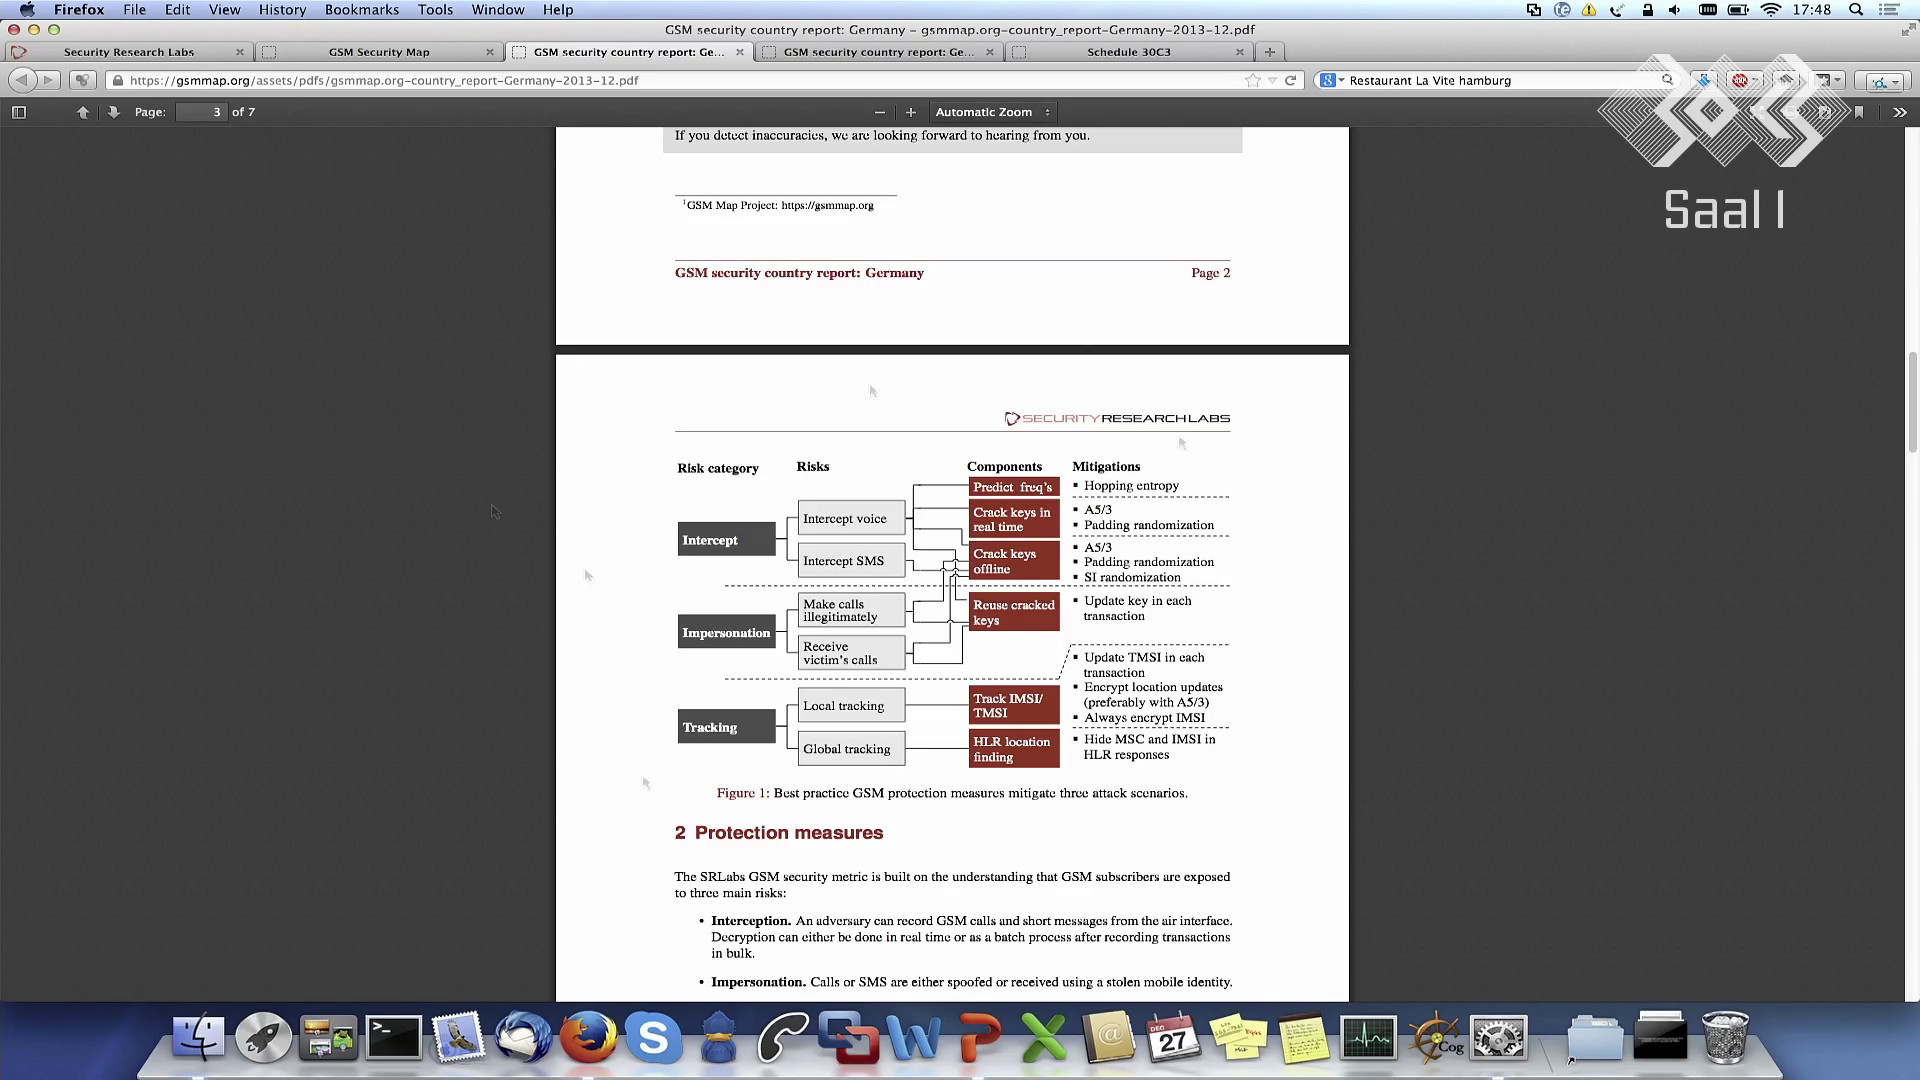 Firefox File Edit View History Bookmarks Tools Window Help 17:48
GSM security country report: Germany – gsmmap.org-country_report-Germany-2013-12.pdf
Security Research Labs
GSM Security Map
GSM security country report: Ge...
GSM security country report: Ge...
Schedule 30C3
https://gsmmap.org/assets/pdfs/gsmmap.org-country_report-Germany-2013-12.pdf
Restaurant La Vite hamburg
Page: 3 of 7
Automatic Zoom
30C3
Saal 1
If you detect inaccuracies, we are looking forward to hearing from you.
1GSM Map Project: https://gsmmap.org
GSM security country report: Germany Page 2
SECURITYRESEARCHLABS
Risk category Risks Components Mitigations
Intercept
Intercept voice
Intercept SMS
Impersonation
Make calls
illegitimately
Receive
victim's calls
Tracking
Local tracking
Global tracking
Predict freq's
Crack keys in
real time
Crack keys
offline
Reuse cracked
keys
Track IMSI/
TMSI
HLR location
finding
▪ Hopping entropy
▪ A5/3
▪ Padding randomization
▪ A5/3
▪ Padding randomization
▪ SI randomization
▪ Update key in each
transaction
▪ Update TMSI in each
transaction
▪ Encrypt location updates
(preferably with A5/3)
▪ Always encrypt IMSI
▪ Hide MSC and IMSI in
HLR responses
Figure 1: Best practice GSM protection measures mitigate three attack scenarios.
2 Protection measures
The SRLabs GSM security metric is built on the understanding that GSM subscribers are exposed
to three main risks:
• Interception. An adversary can record GSM calls and short messages from the air interface.
Decryption can either be done in real time or as a batch process after recording transactions
in bulk.
• Impersonation. Calls or SMS are either spoofed or received using a stolen mobile identity.
DEC
27
Cog